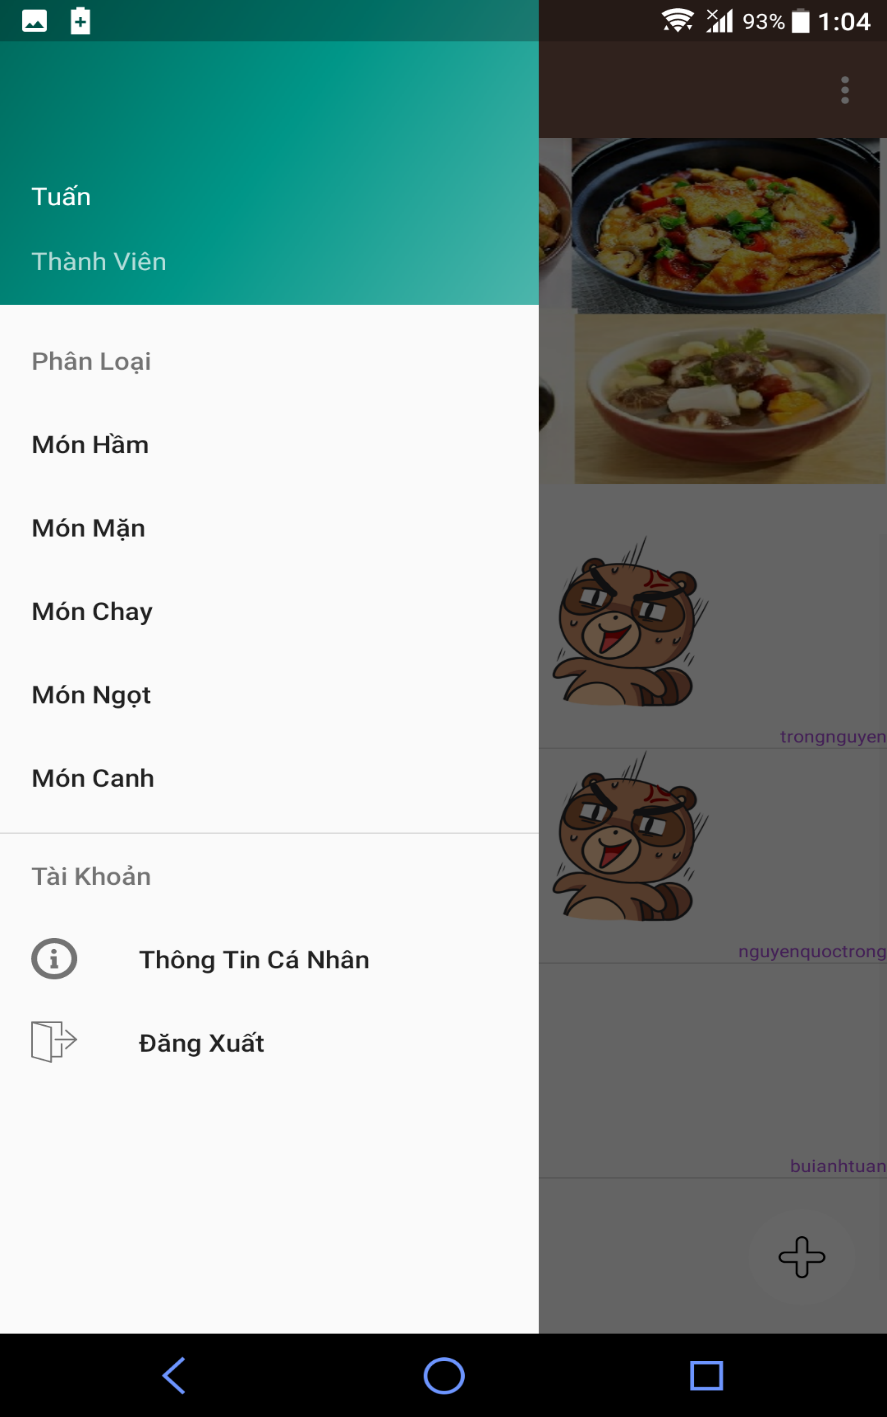 93% 1:04
Tuấn
Thành Viên
Phân Loại
Món Hầm
Món Mặn
Món Chay
Món Ngọt
Món Canh
Tài Khoản
Thông Tin Cá Nhân
Đăng Xuất
trongnguyen
nguyenquoctrong
buianhtuan